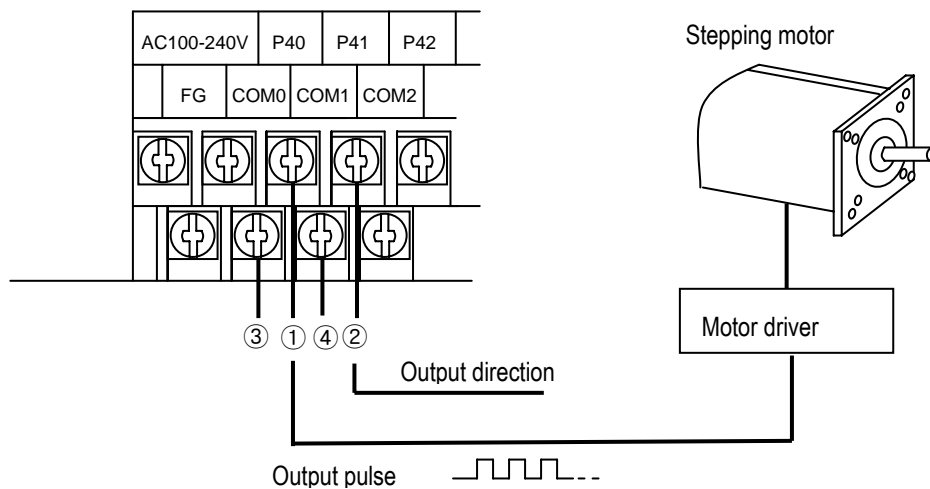 AC100-240V P40 P41 P42
Stepping motor
FG COM0 COM1 COM2
Motor driver
③ ① ④ ②
Output direction
Output pulse